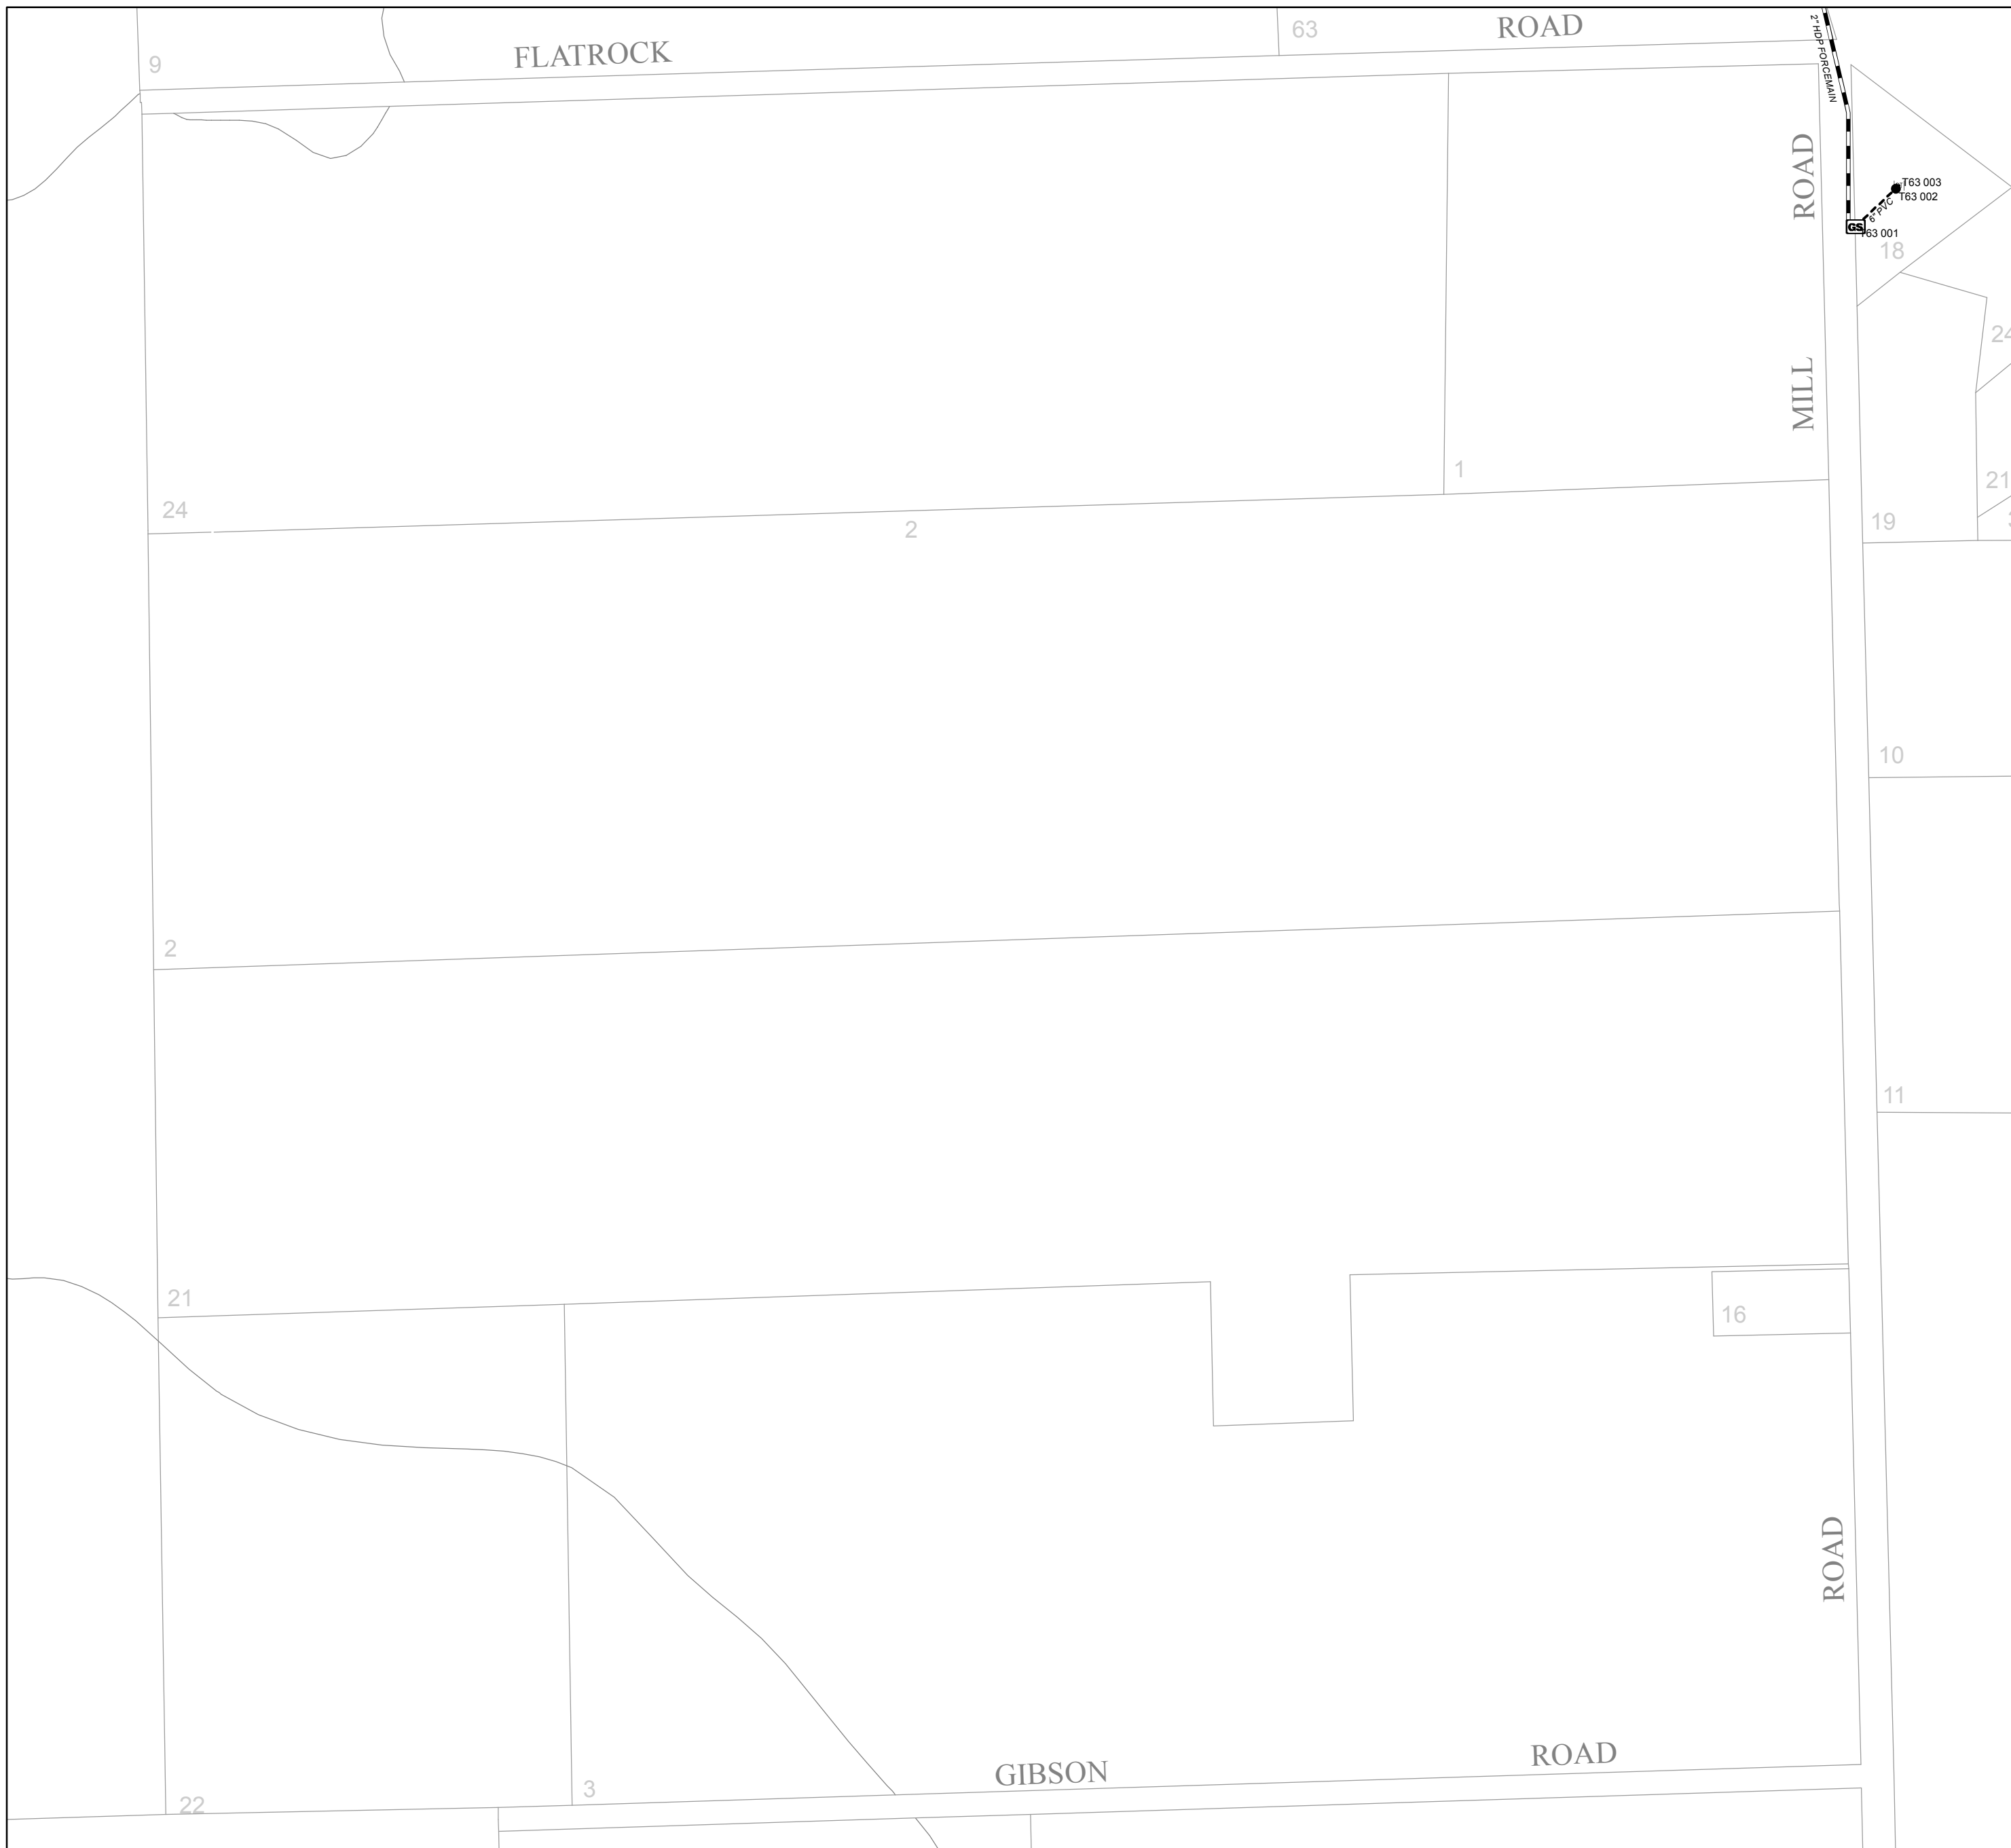 63
ROAD
FLATROCK
9
2" HDP FORCEMAIN
ROAD
T63 003
T63 002
6" PVC
GS
T63 001
18
24
MILL
1
21
24
2
19
10
2
11
21
16
ROAD
ROAD
GIBSON
3
22